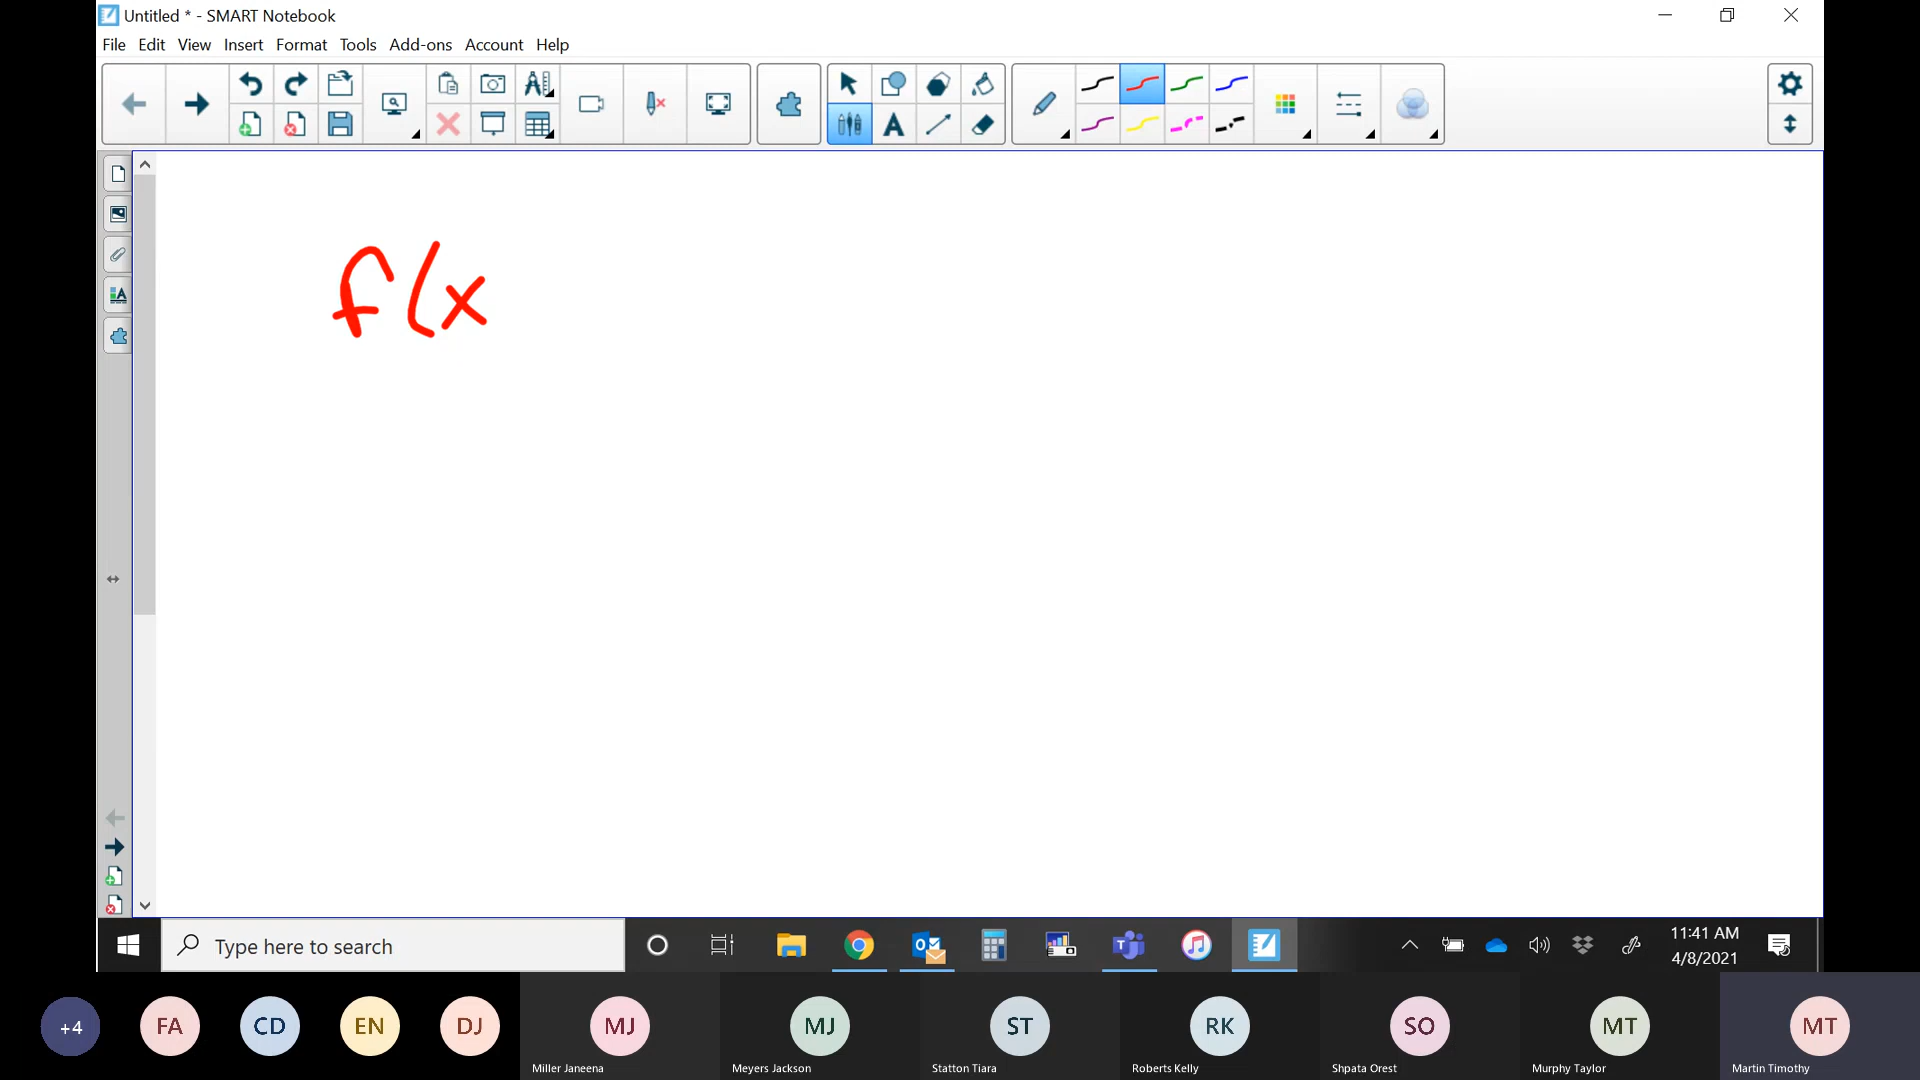 Untitled * - SMART Notebook
File Edit View Insert Format Tools Add-ons Account Help
f(x
Type here to search
11:41 AM
4/8/2021
+4 FA CD EN DJ MJ MJ ST RK SO MT MT
Miller Janeena Meyers Jackson Statton Tiara Roberts Kelly Shpata Orest Murphy Taylor Martin Timothy